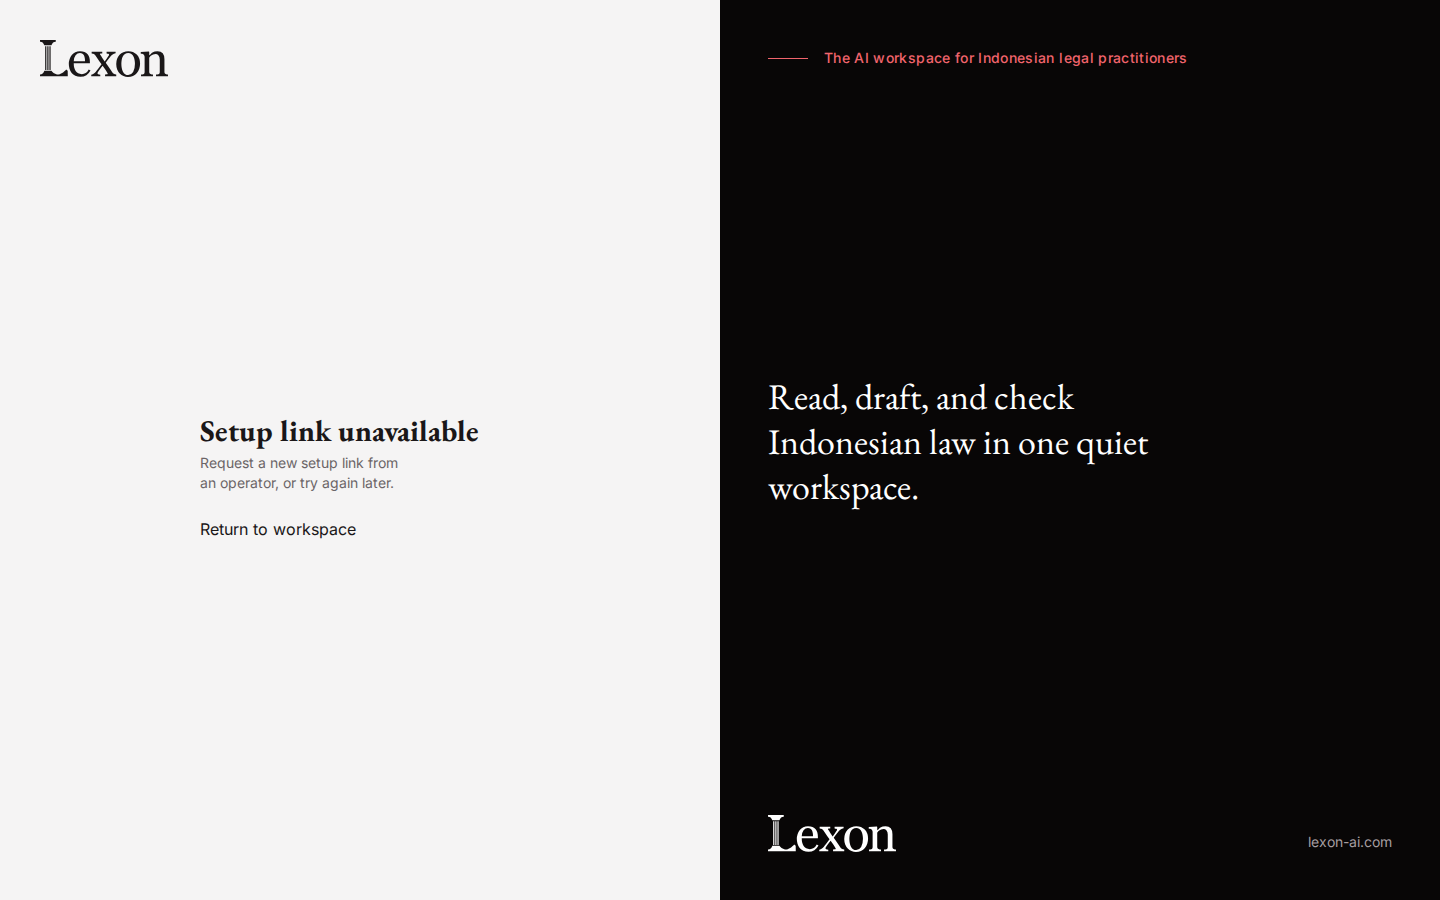 Lexon
Setup link unavailable
Request a new setup link from
an operator, or try again later.
Return to workspace
The AI workspace for Indonesian legal practitioners
Read, draft, and check
Indonesian law in one quiet
workspace.
Lexon
lexon-ai.com